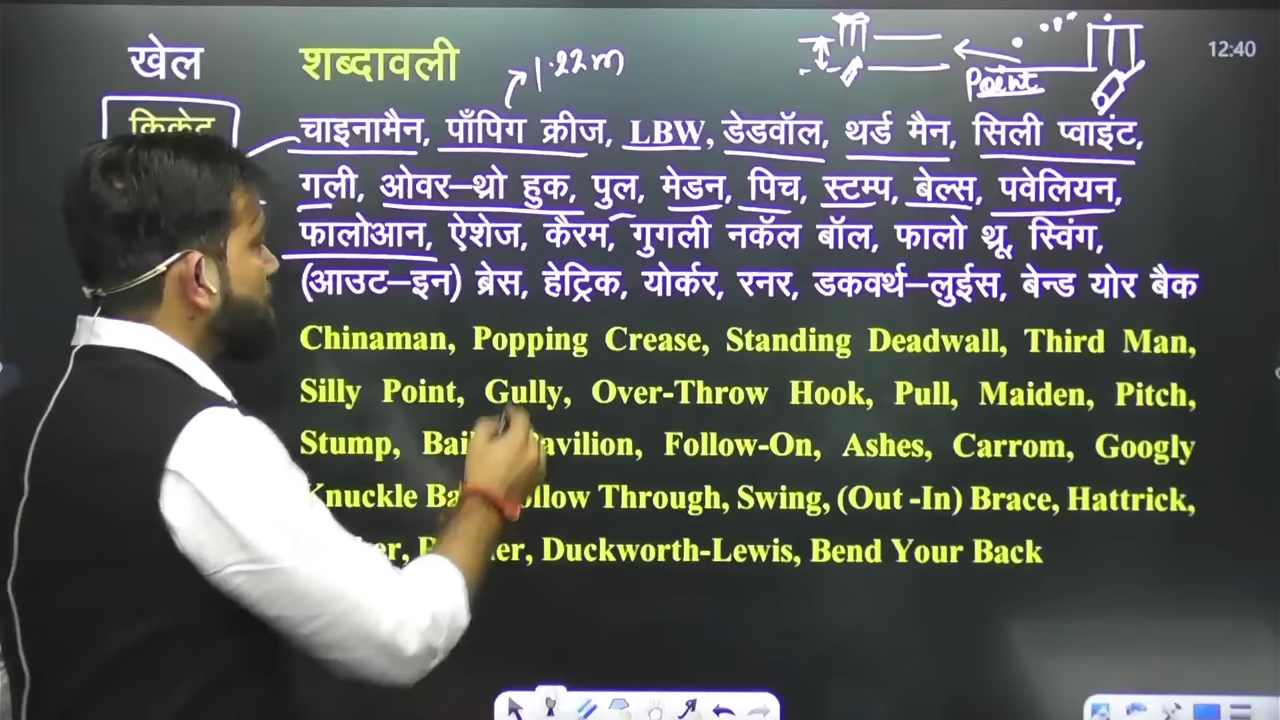 खेल शब्दावली 1.22m Point 12:40
क्रिकेट
चाइनामैन, पॉंपिग क्रीज, LBW, डेडवॉल, थर्ड मैन, सिली प्वाइंट,
गली, ओवर–थ्रो हुक, पुल, मेडन, पिच, स्टम्प, बेल्स, पवेलियन,
फालोआन, ऐशेज, कैरम, गुगली नकॅल बॉल, फालो थ्रू, स्विंग,
(आउट–इन) ब्रेस, हेट्रिक, योर्कर, रनर, डकवर्थ–लुईस, बेन्ड योर बैक
Chinaman, Popping Crease, Standing Deadwall, Third Man,
Silly Point, Gully, Over-Throw Hook, Pull, Maiden, Pitch,
Stump, Follow-On, Ashes, Carrom, Googly
Knuckle Through, Swing, (Out -In) Brace, Hattrick,
Duckworth-Lewis, Bend Your Back